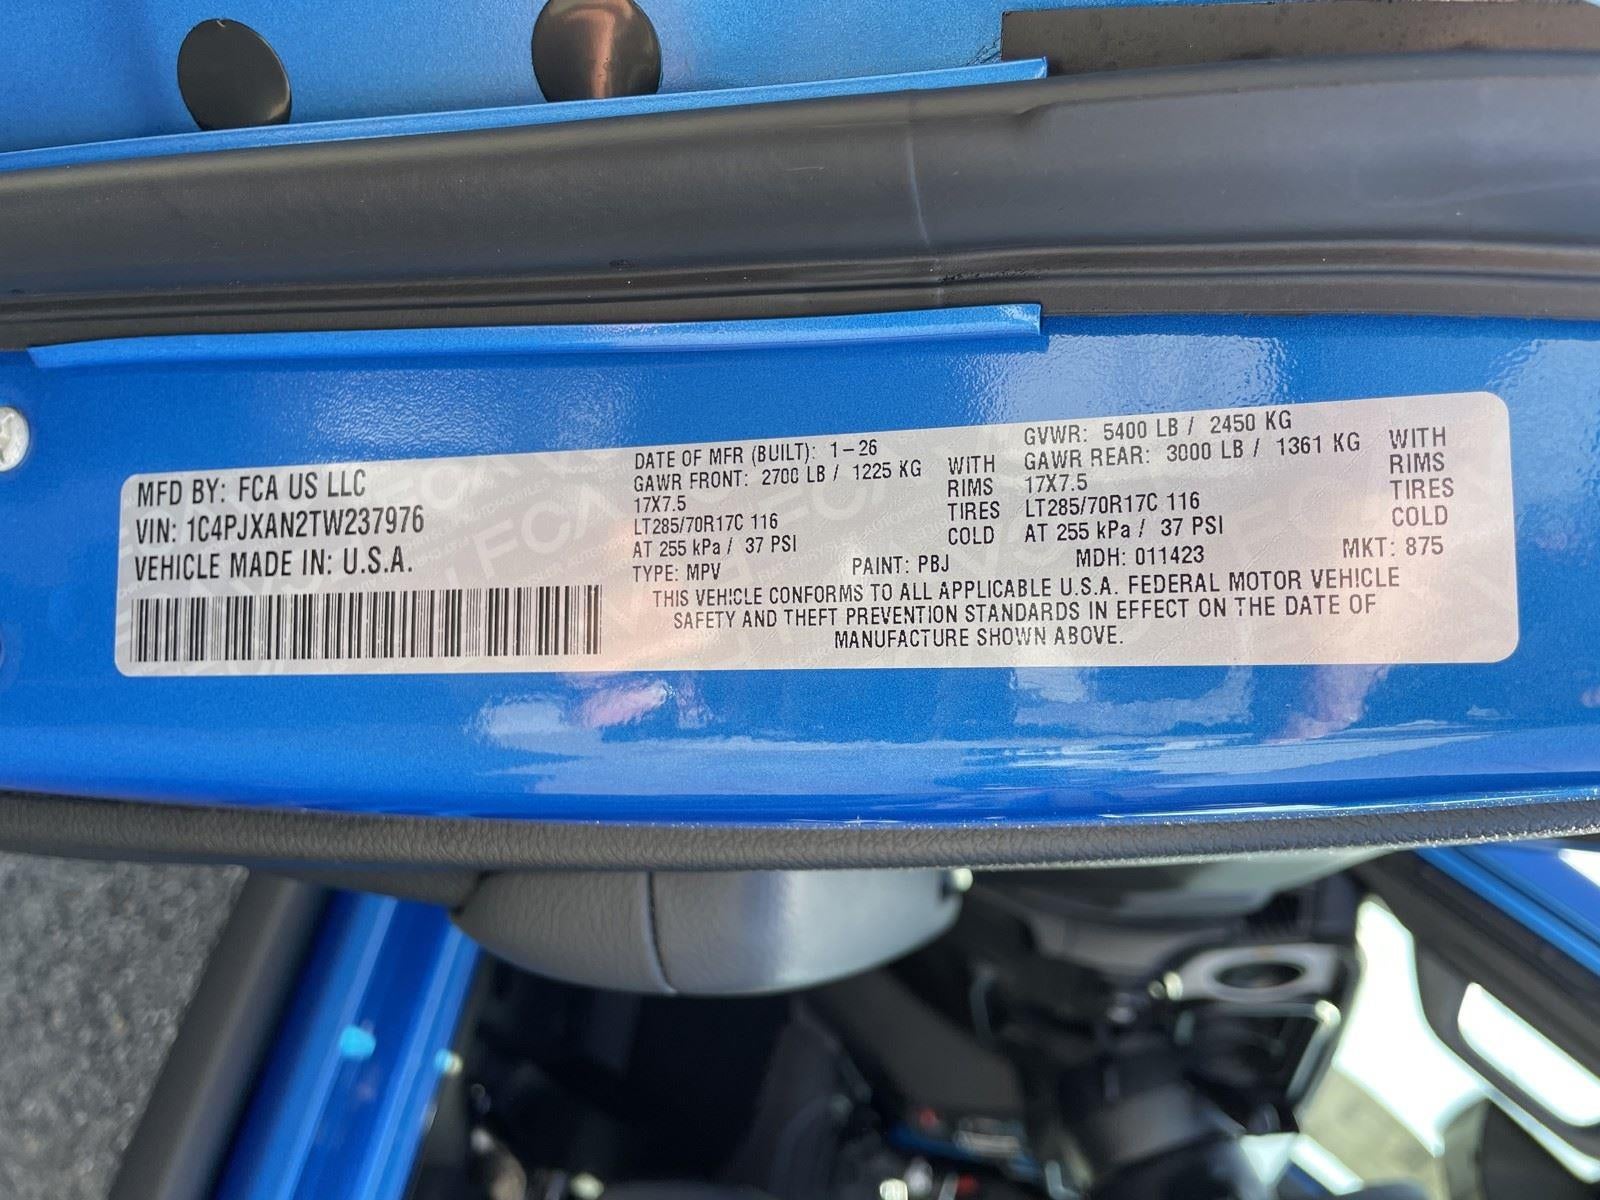 MFD BY: FCA US LLC
VIN: 1C4PJXAN2TW237976
VEHICLE MADE IN: U.S.A.
DATE OF MFR (BUILT): 1-26
GAWR FRONT: 2700 LB / 1225 KG WITH
17X7.5 RIMS
LT285/70R17C 116 TIRES
AT 255 kPa / 37 PSI COLD
GVWR: 5400 LB / 2450 KG
GAWR REAR: 3000 LB / 1361 KG WITH
17X7.5 RIMS
LT285/70R17C 116 TIRES
AT 255 kPa / 37 PSI COLD
TYPE: MPV PAINT: PBJ MDH: 011423 MKT: 875
THIS VEHICLE CONFORMS TO ALL APPLICABLE U.S.A. FEDERAL MOTOR VEHICLE
SAFETY AND THEFT PREVENTION STANDARDS IN EFFECT ON THE DATE OF
MANUFACTURE SHOWN ABOVE.
FCA